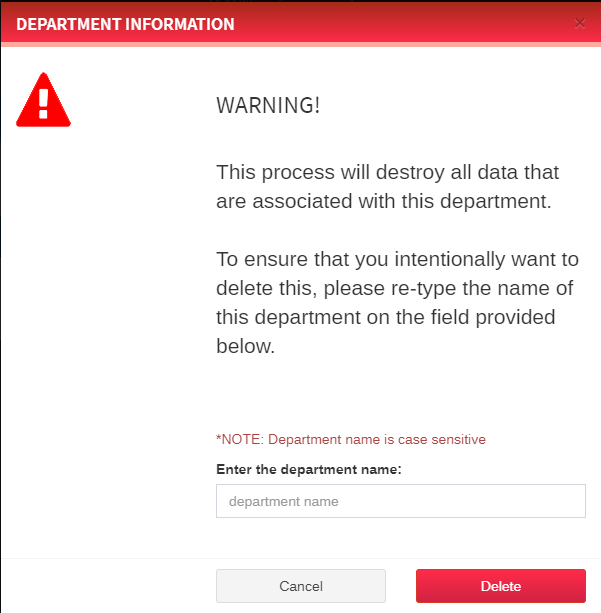 DEPARTMENT INFORMATION ×
WARNING!
This process will destroy all data that
are associated with this department.
To ensure that you intentionally want to
delete this, please re-type the name of
this department on the field provided
below.
*NOTE: Department name is case sensitive
Enter the department name:
department name
Cancel
Delete